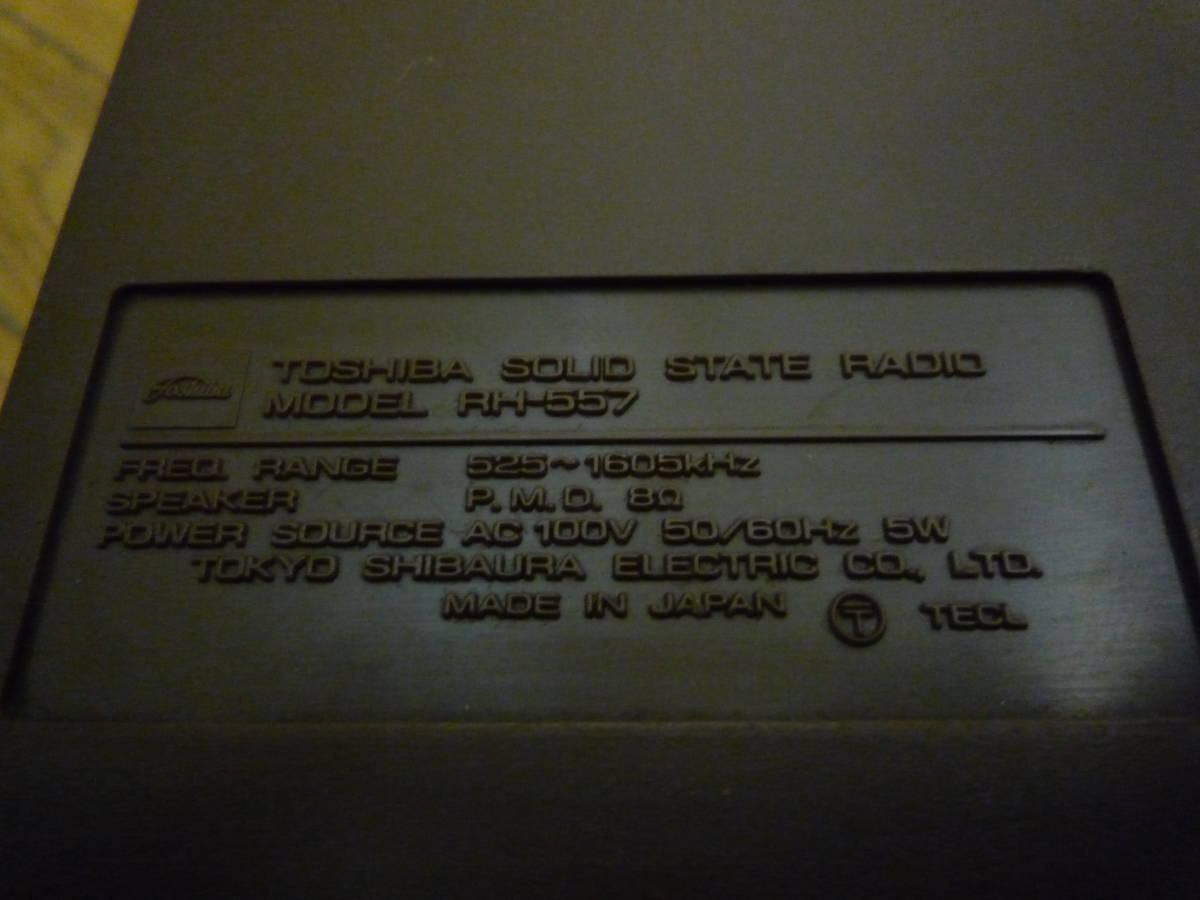 Toshiba
TOSHIBA SOLID STATE RADIO
MODEL RH-557
FREQ. RANGE 525~1605kHz
SPEAKER P.M.D. 8Ω
POWER SOURCE AC 100V 50/60Hz 5W
TOKYO SHIBAURA ELECTRIC CO., LTD.
MADE IN JAPAN T TECL